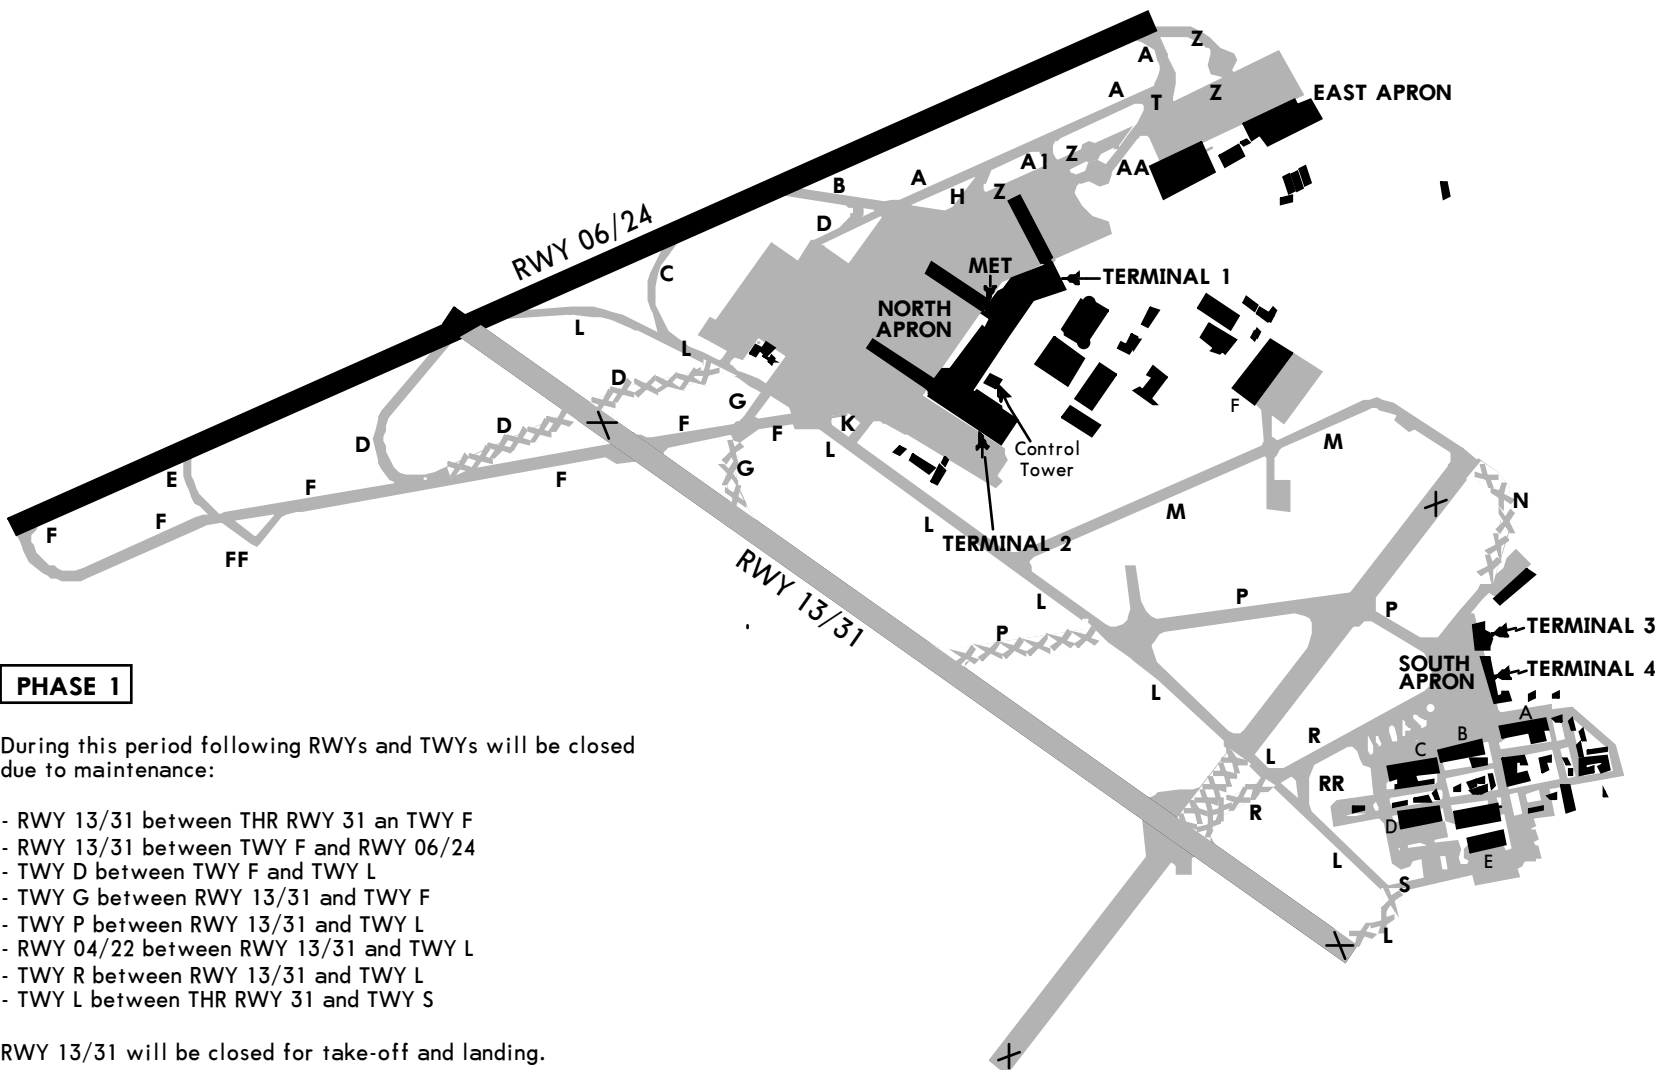 Z
A
EAST APRON
A
T
Z
A1
Z
AA
B
A
H
Z
D
RWY 06/24
MET
TERMINAL 1
C
NORTH
APRON
L
L
D
G
F
D
F
F
K
M
D
L
Control
Tower
G
E
F
F
M
N
F
F
L
TERMINAL 2
FF
RWY 13/31
L
P
P
P
TERMINAL 3
SOUTH
APRON
TERMINAL 4
L
A
R
B
C
L
RR
R
D
L
E
S
L
PHASE 1
During this period following RWYs and TWYs will be closed
due to maintenance:
- RWY 13/31 between THR RWY 31 an TWY F
- RWY 13/31 between TWY F and RWY 06/24
- TWY D between TWY F and TWY L
- TWY G between RWY 13/31 and TWY F
- TWY P between RWY 13/31 and TWY L
- RWY 04/22 between RWY 13/31 and TWY L
- TWY R between RWY 13/31 and TWY L
- TWY L between THR RWY 31 and TWY S
RWY 13/31 will be closed for take-off and landing.